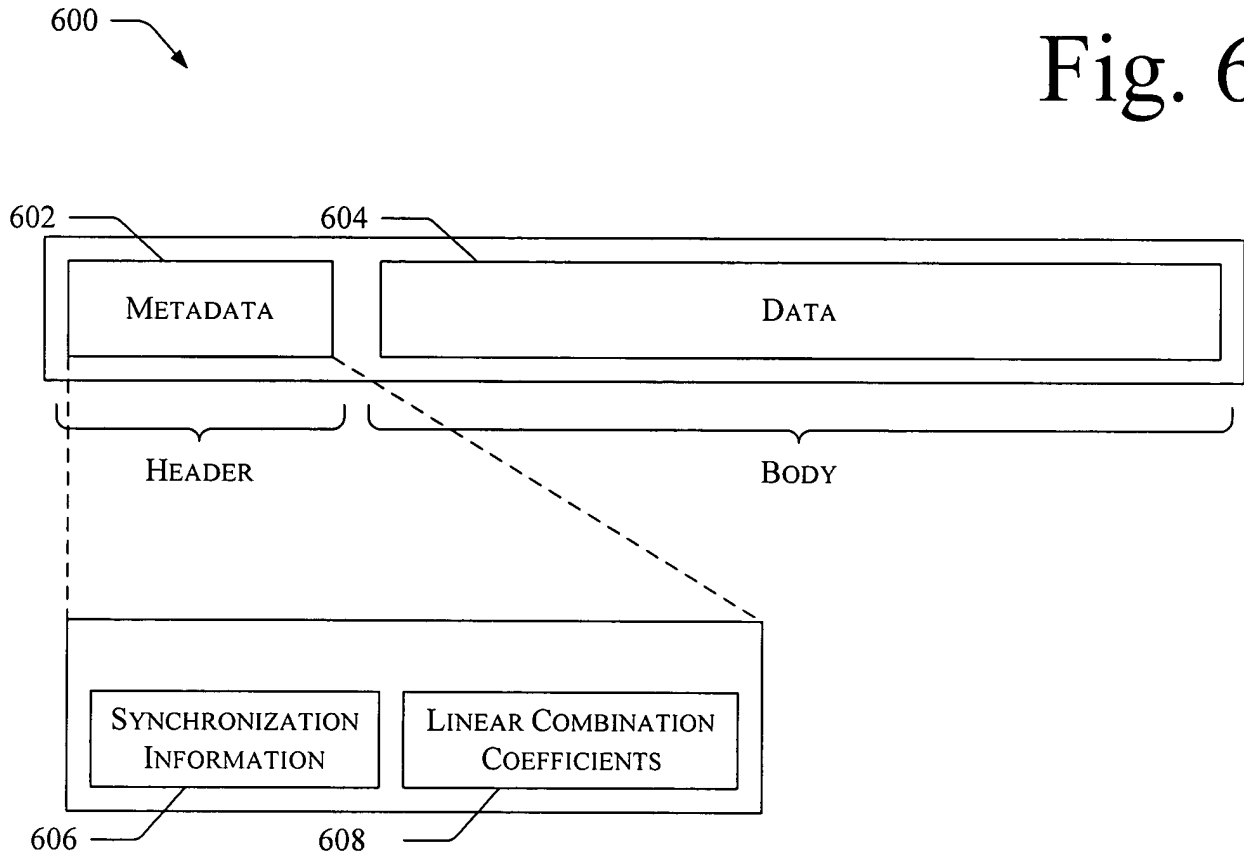 600
Fig. 6
602
604
METADATA
DATA
HEADER
BODY
SYNCHRONIZATION
INFORMATION
LINEAR COMBINATION
COEFFICIENTS
606
608